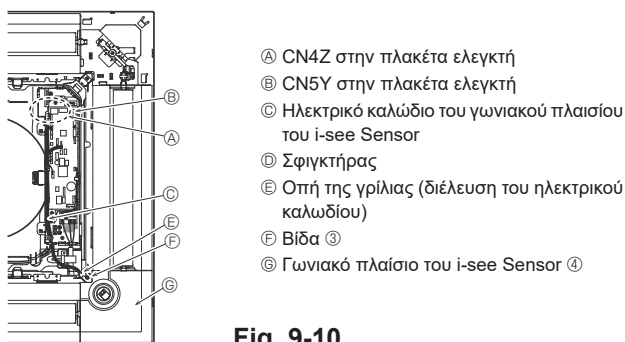 Ⓐ CN4Z στην πλακέτα ελεγκτή
Ⓑ CN5Y στην πλακέτα ελεγκτή
Ⓒ Ηλεκτρικό καλώδιο του γωνιακού πλαισίου
του i-see Sensor
Ⓓ Σφιγκτήρας
Ⓔ Οπή της γρίλιας (διέλευση του ηλεκτρικού
καλωδίου)
Ⓕ Βίδα ③
Ⓖ Γωνιακό πλαίσιο του i-see Sensor ④
Ⓑ
Ⓐ
Ⓒ
Ⓔ
Ⓕ
Ⓖ
Fig. 9-10